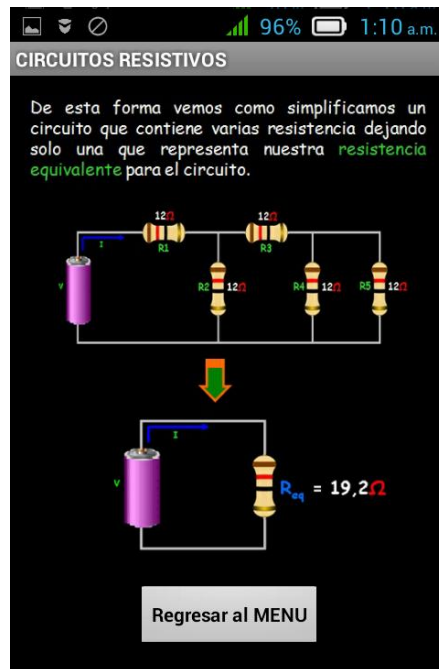 96% 1:10 a.m.
CIRCUITOS RESISTIVOS
De esta forma vemos como simplificamos un
circuito que contiene varias resistencia dejando
solo una que representa nuestra resistencia
equivalente para el circuito.
12Ω 12Ω
I R1 R3
V R2 12Ω R4 12Ω R5 12Ω
I
V Req = 19,2Ω
Regresar al MENU